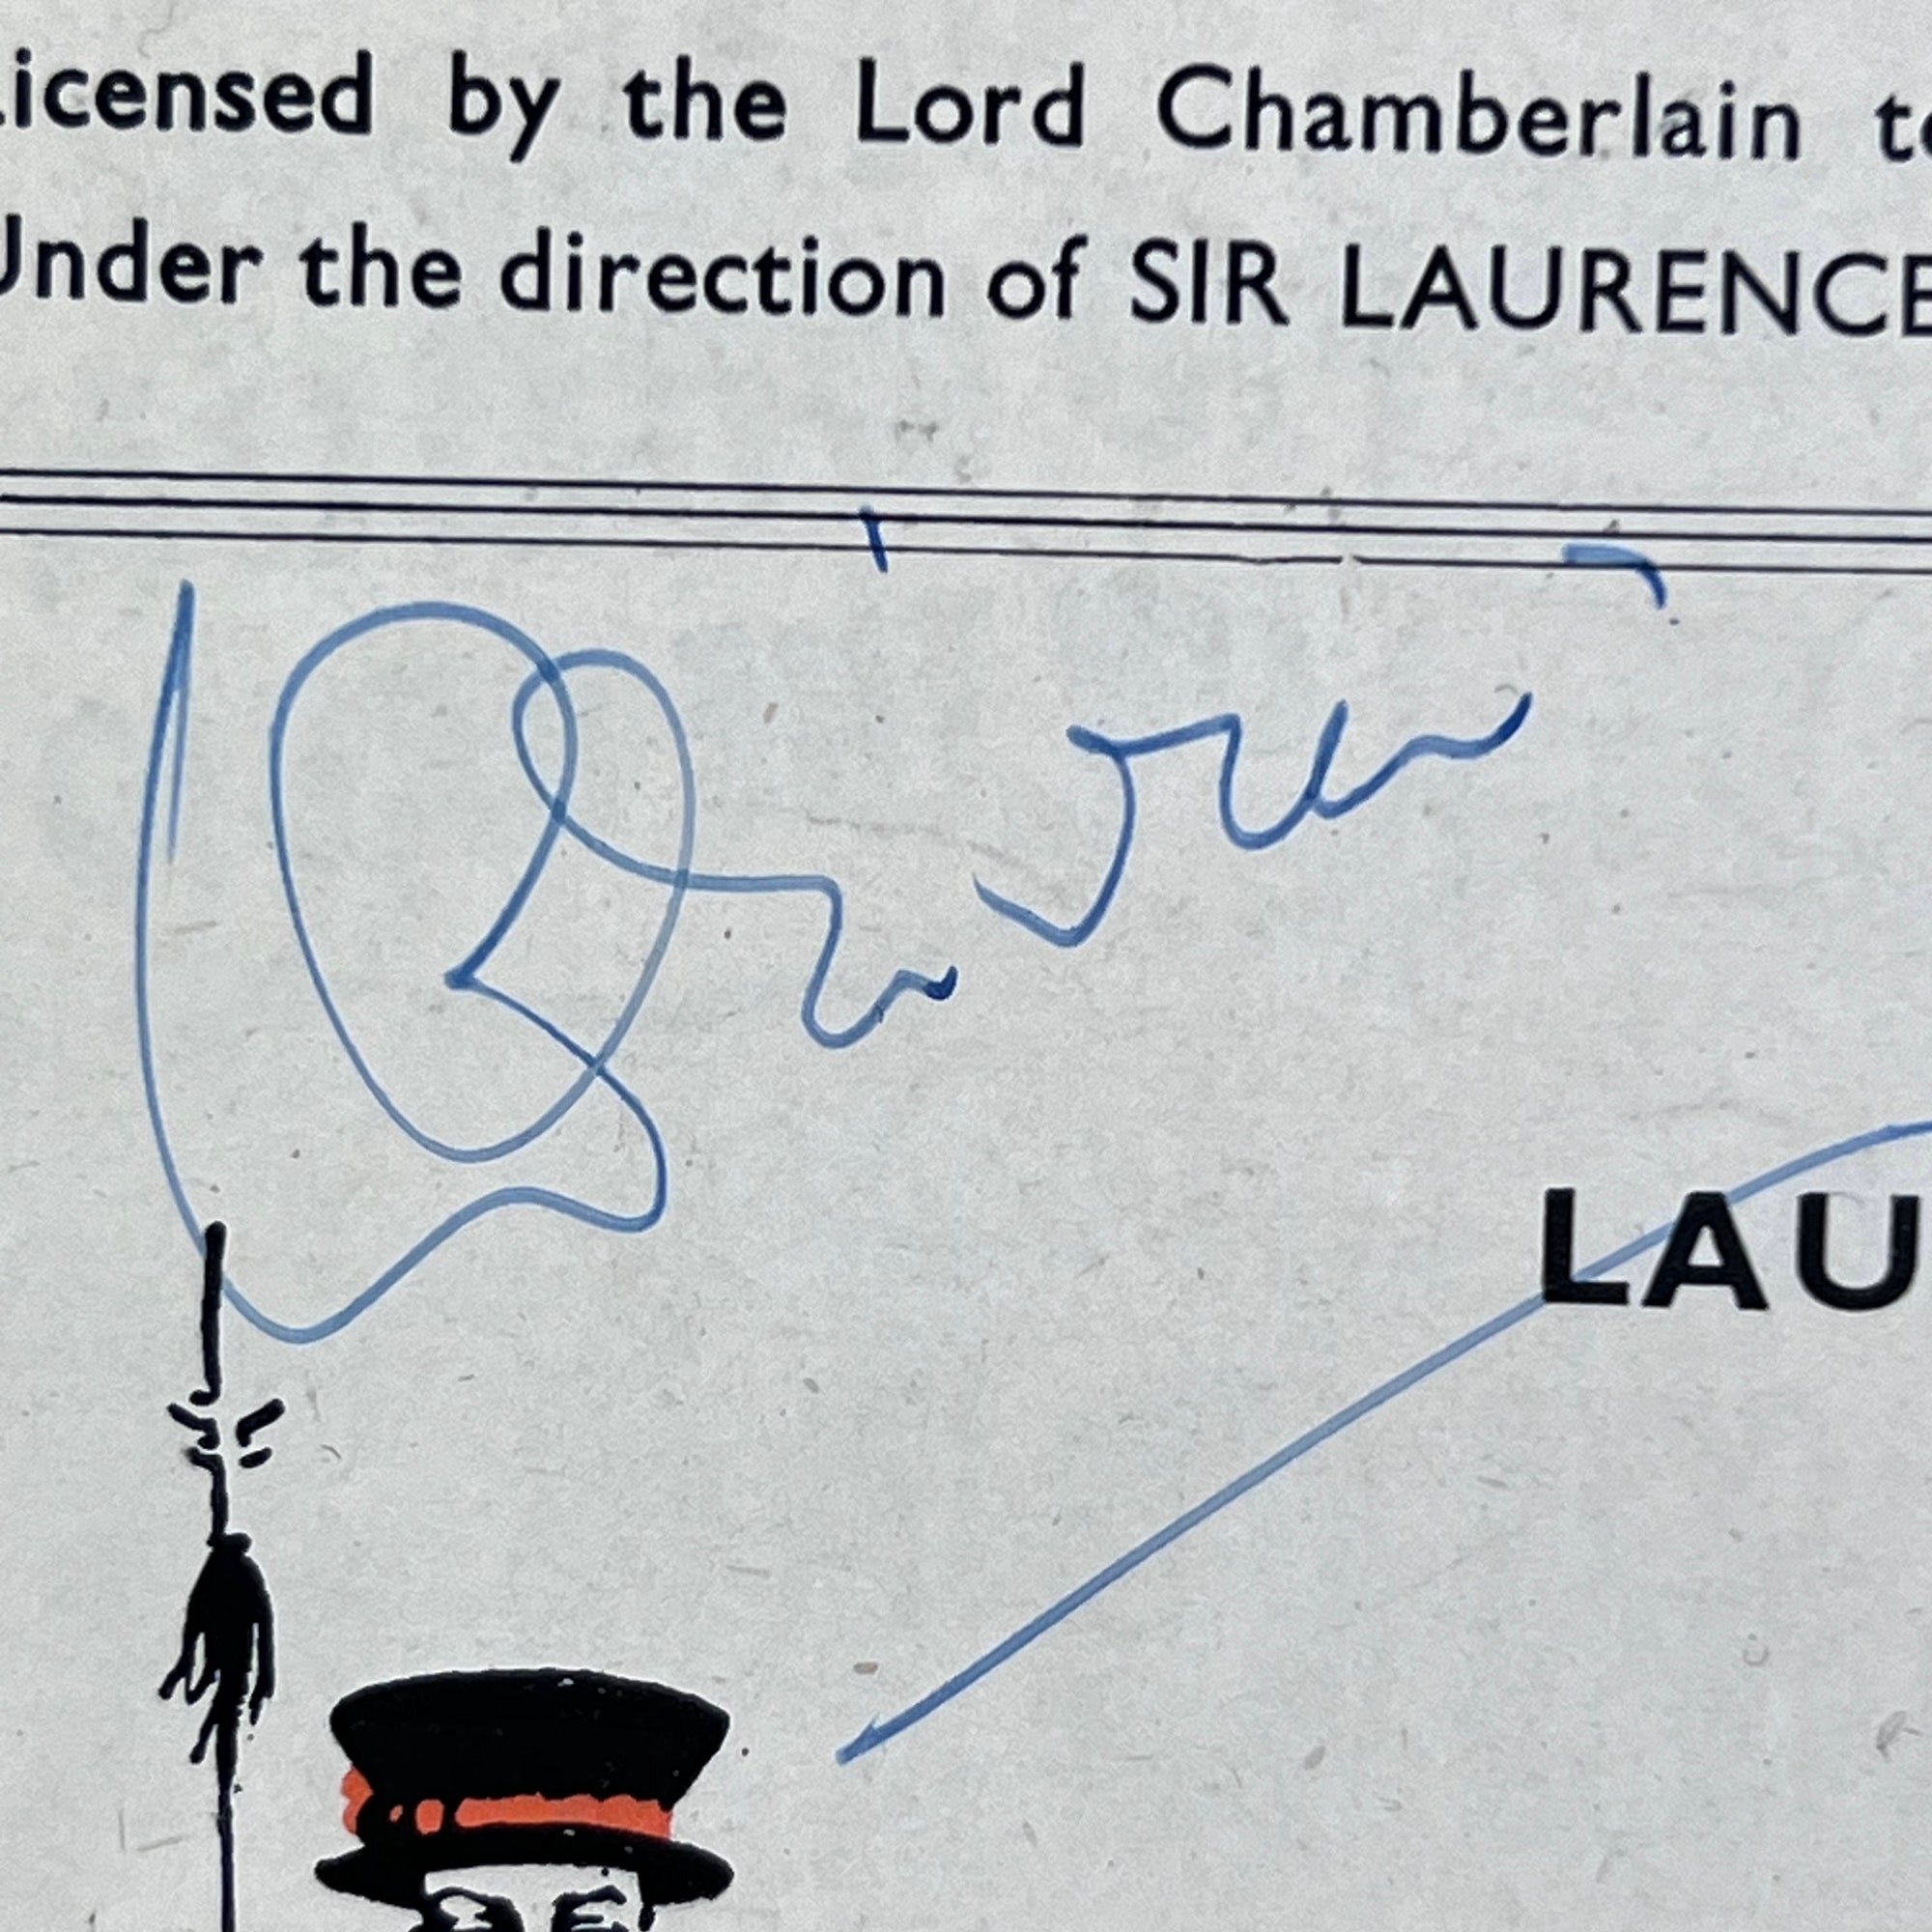 Licensed by the Lord Chamberlain to
Under the direction of SIR LAURENCE
LAU